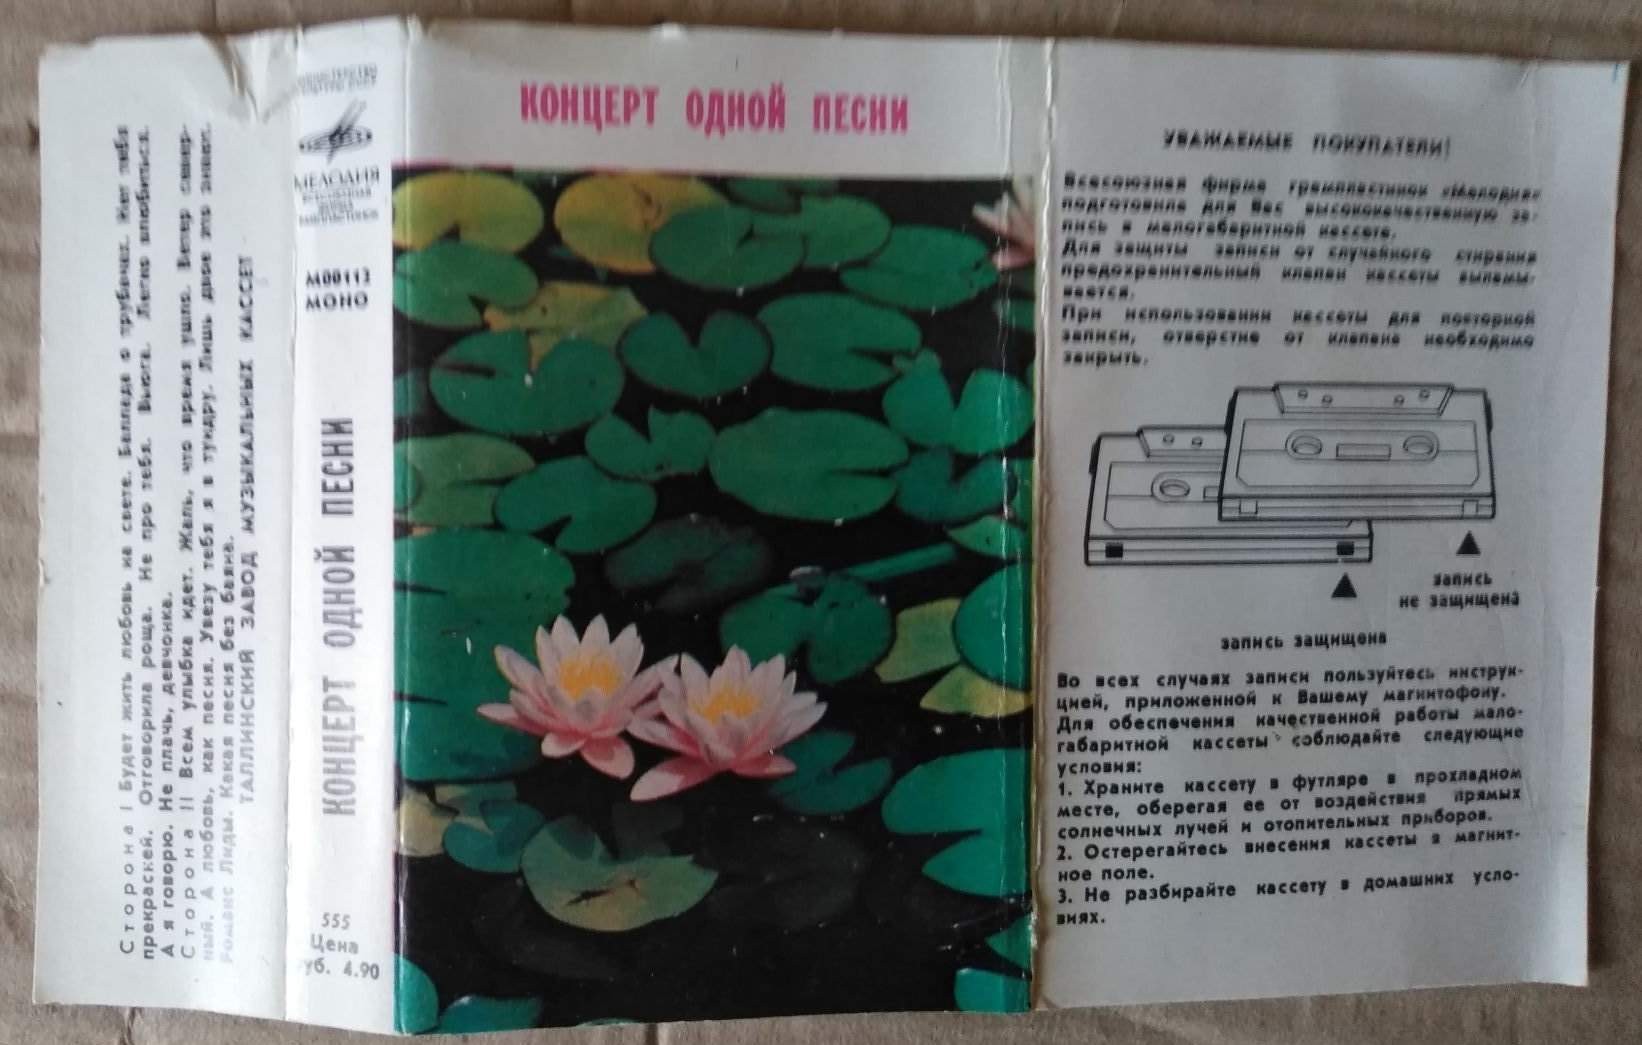 Сторона I Будет жить любовь на свете. Баллада о трубачах. Нет тебя
прекрасней. Отговорила роща. Не про тебя. Вьюга. Легко влюбиться.
А я говорю. Не плачь, девчонка.
Сторона II Всем улыбка идет. Жаль, что время ушло. Ветер север-
ный. А любовь, как песня. Увезу тебя я в тундру. Лишь двое это знают.
Романс Лиды. Какая песня без баяна.
ТАЛЛИНСКИЙ ЗАВОД МУЗЫКАЛЬНЫХ КАССЕТ
МИНИСТЕРСТВО
КУЛЬТУРЫ СССР
МЕЛОДИЯ
ВСЕСОЮЗНАЯ
ФИРМА
ГРАМПЛАСТИНОК
М00113
МОНО
КОНЦЕРТ ОДНОЙ ПЕСНИ
555
Цена
руб. 4.90
КОНЦЕРТ ОДНОЙ ПЕСНИ
УВАЖАЕМЫЕ ПОКУПАТЕЛИ!
Всесоюзная фирма грампластинок «Мелодия»
подготовила для Вас высококачественную за-
пись в малогабаритной кассете.
Для защиты записи от случайного стирания
предохранительный клапан кассеты выламы-
вается.
При использовании кассеты для повторной
записи, отверстие от клапана необходимо
закрыть.
запись
не защищена
запись защищена
Во всех случаях записи пользуйтесь инструк-
цией, приложенной к Вашему магнитофону.
Для обеспечения качественной работы мало-
габаритной кассеты соблюдайте следующие
условия:
1. Храните кассету в футляре в прохладном
месте, оберегая ее от воздействия прямых
солнечных лучей и отопительных приборов.
2. Остерегайтесь внесения кассеты в магнит-
ное поле.
3. Не разбирайте кассету в домашних усло-
виях.